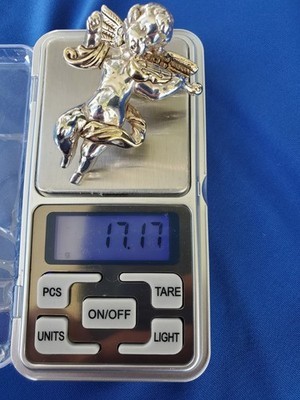 17.17
PCS
TARE
ON/OFF
UNITS
LIGHT